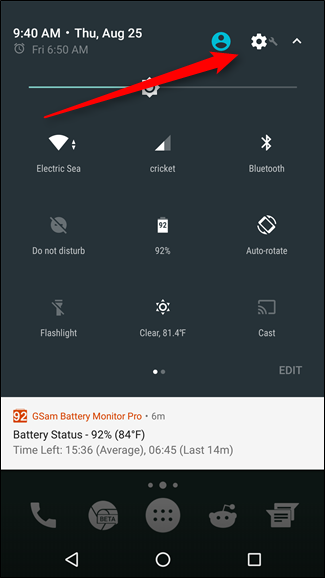 9:40 AM • Thu, Aug 25
Fri 6:50 AM
Electric Sea
cricket
Bluetooth
92
Do not disturb
92%
Auto-rotate
Flashlight
Clear, 81.4°F
Cast
EDIT
92 GSam Battery Monitor Pro • 6m
Battery Status - 92% (84°F)
Time Left: 15:36 (Average), 06:45 (Last 14m)
BETA